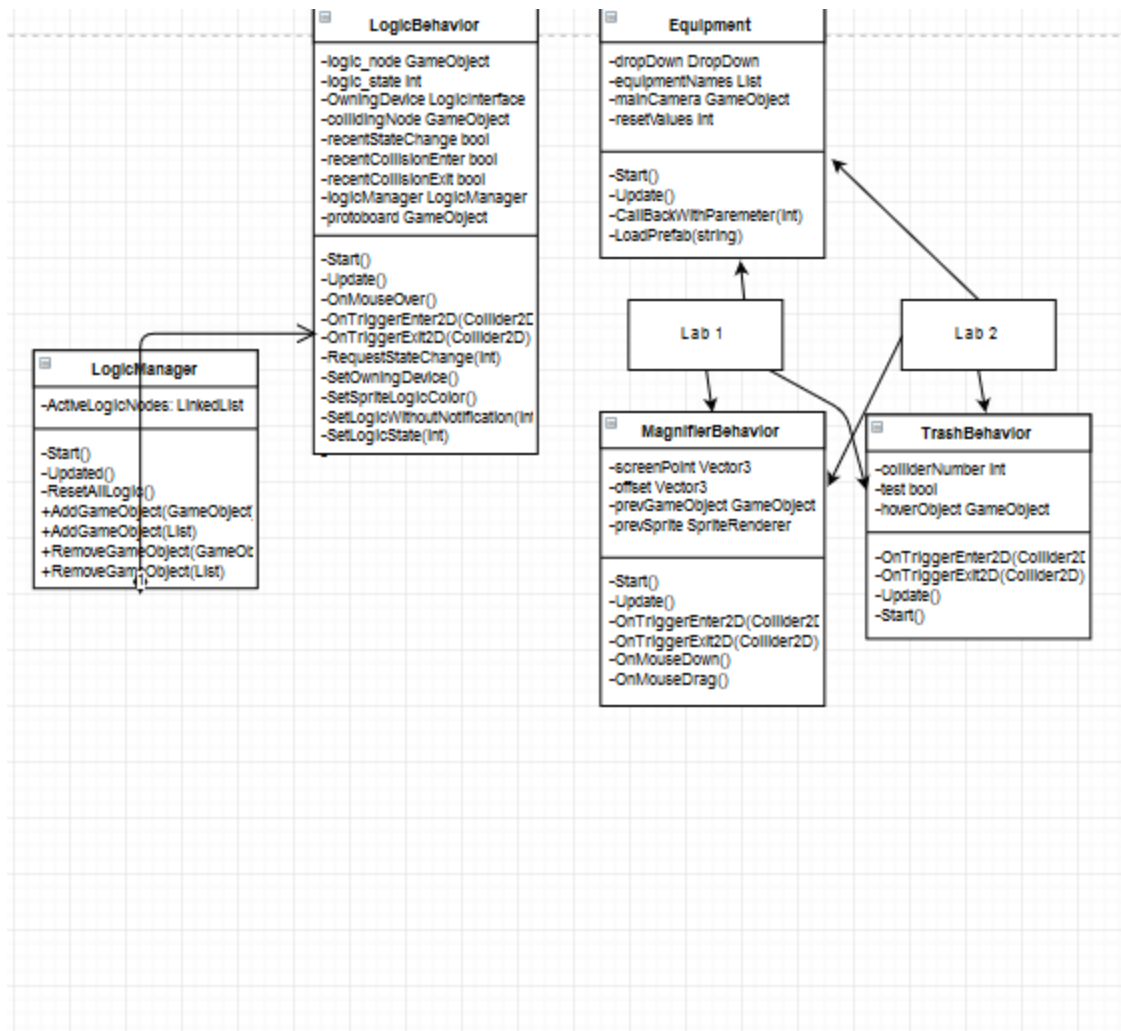 LogicBehavior
-logic_node GameObject
-logic_state int
-OwningDevice LogicInterface
-collidingNode GameObject
-recentStateChange bool
-recentCollisionEnter bool
-recentCollisionExit bool
-logicManager LogicManager
-protoboard GameObject
-Start()
-Update()
-OnMouseOver()
-OnTriggerEnter2D(Collider2D
-OnTriggerExit2D(Collider2D)
-RequestStateChange(int)
-SetOwningDevice()
-SetSpriteLogicColor()
-SetLogicWithoutNotification(int
-SetLogicState(int)
LogicManager
-ActiveLogicNodes: LinkedList
-Start()
-Updated()
-ResetAllLogic()
+AddGameObject(GameObject
+AddGameObject(List)
+RemoveGameObject(GameOb
+RemoveGameObject(List)
1
Equipment
-dropDown DropDown
-equipmentNames List
-mainCamera GameObject
-resetValues int
-Start()
-Update()
-CallBackWithParemeter(int)
-LoadPrefab(string)
Lab 1
Lab 2
MagnifierBehavior
-screenPoint Vector3
-offset Vector3
-prevGameObject GameObject
-prevSprite SpriteRenderer
-Start()
-Update()
-OnTriggerEnter2D(Collider2D
-OnTriggerExit2D(Collider2D)
-OnMouseDown()
-OnMouseDrag()
TrashBehavior
-colliderNumber int
-test bool
-hoverObject GameObject
-OnTriggerEnter2D(Collider2D
-OnTriggerExit2D(Collider2D)
-Update()
-Start()